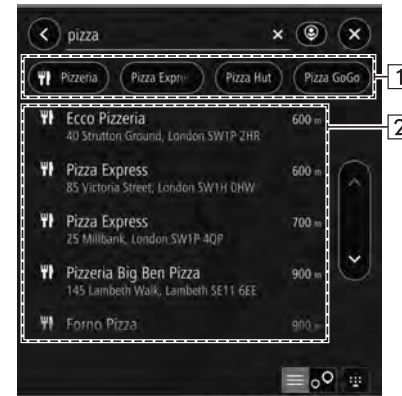 pizza
Pizzeria Pizza Expre Pizza Hut Pizza GoGo 1
2
Ecco Pizzeria 600 m
40 Strutton Ground, London SW1P 2HR
Pizza Express 600 m
85 Victoria Street, London SW1H 0HW
Pizza Express 700 m
25 Millbank, London SW1P 4QP
Pizzeria Big Ben Pizza 900 m
145 Lambeth Walk, Lambeth SE11 6EE
Forno Pizza 900 m